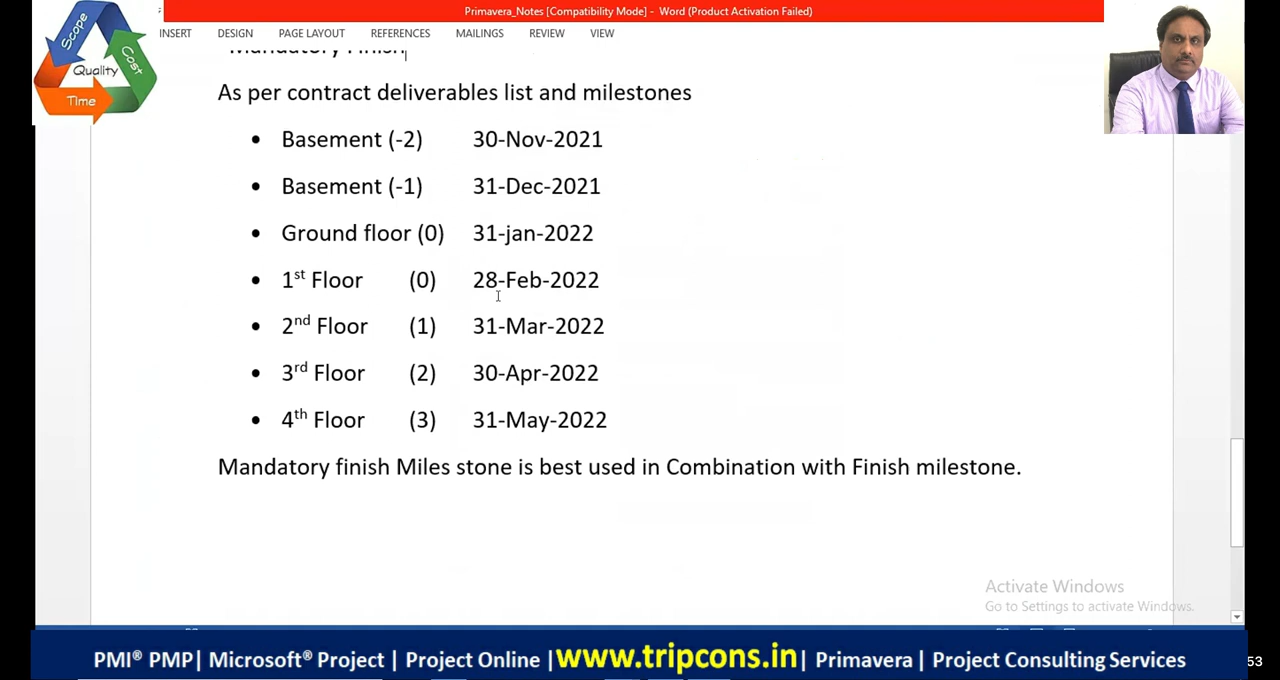 Primavera_Notes [Compatibility Mode] - Word (Product Activation Failed)
INSERT DESIGN PAGE LAYOUT REFERENCES MAILINGS REVIEW VIEW
Scope
Cost
Quality
Time
Mandatory Finish
As per contract deliverables list and milestones
• Basement (-2) 30-Nov-2021
• Basement (-1) 31-Dec-2021
• Ground floor (0) 31-jan-2022
• 1st Floor (0) 28-Feb-2022
• 2nd Floor (1) 31-Mar-2022
• 3rd Floor (2) 30-Apr-2022
• 4th Floor (3) 31-May-2022
Mandatory finish Miles stone is best used in Combination with Finish milestone.
Activate Windows
Go to Settings to activate Windows.
PMI® PMP| Microsoft® Project | Project Online |www.tripcons.in| Primavera | Project Consulting Services
53